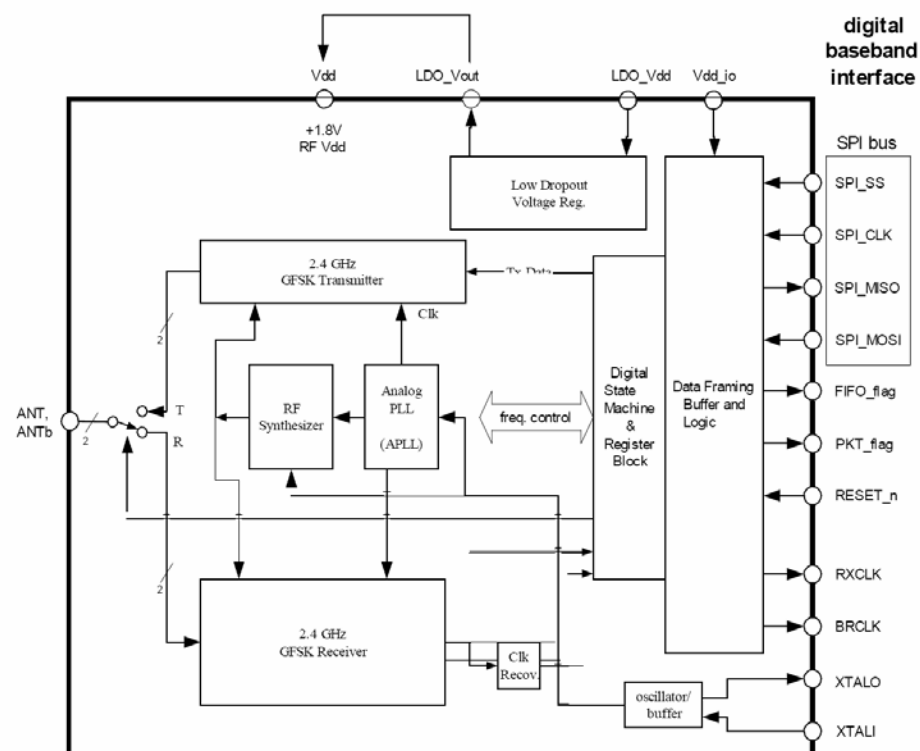 digital
baseband
interface
Vdd
LDO_Vout
LDO_Vdd
Vdd_io
+1.8V
RF Vdd
SPI bus
Low Dropout
Voltage Reg.
SPI_SS
SPI_CLK
2.4 GHz
GFSK Transmitter
Tx Data
SPI_MISO
Clk
2
SPI_MOSI
Digital
State
Machine
&
Register
Block
Data Framing
Buffer and
Logic
RF
Synthesizer
Analog
PLL
(APLL)
freq. control
FIFO_flag
ANT,
ANTb
2
T
R
PKT_flag
RESET_n
2
RXCLK
2.4 GHz
GFSK Receiver
Clk
Recov.
BRCLK
oscillator/
buffer
XTALO
XTALI